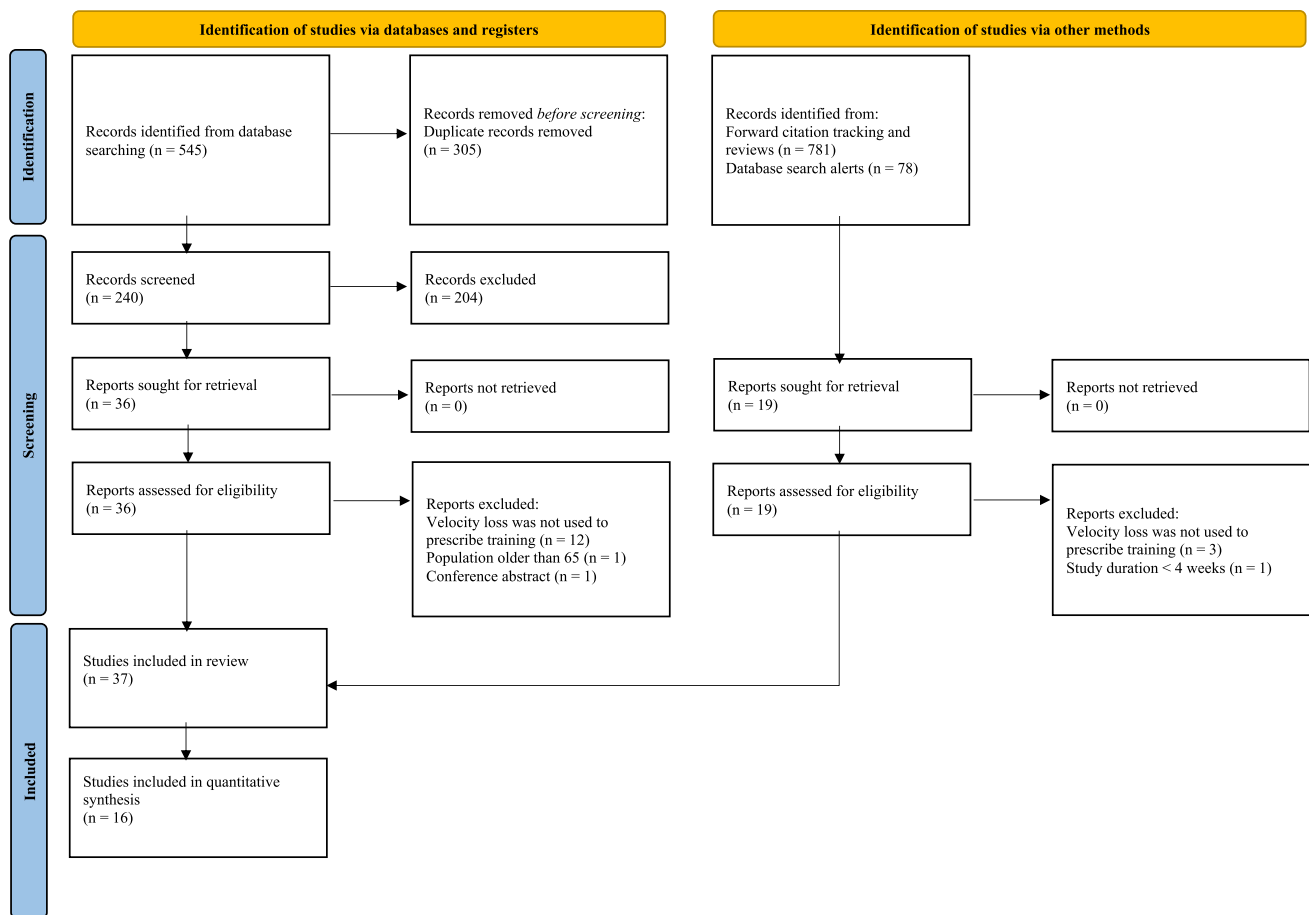 Identification of studies via databases and registers
Identification of studies via other methods
Identification
Records identified from database
searching (n = 545)
Records removed before screening:
Duplicate records removed
(n = 305)
Records identified from:
Forward citation tracking and
reviews (n = 781)
Database search alerts (n = 78)
Screening
Records screened
(n = 240)
Records excluded
(n = 204)
Reports sought for retrieval
(n = 36)
Reports not retrieved
(n = 0)
Reports sought for retrieval
(n = 19)
Reports not retrieved
(n = 0)
Reports assessed for eligibility
(n = 36)
Reports excluded:
Velocity loss was not used to
prescribe training (n = 12)
Population older than 65 (n = 1)
Conference abstract (n = 1)
Reports assessed for eligibility
(n = 19)
Reports excluded:
Velocity loss was not used to
prescribe training (n = 3)
Study duration < 4 weeks (n = 1)
Included
Studies included in review
(n = 37)
Studies included in quantitative
synthesis
(n = 16)